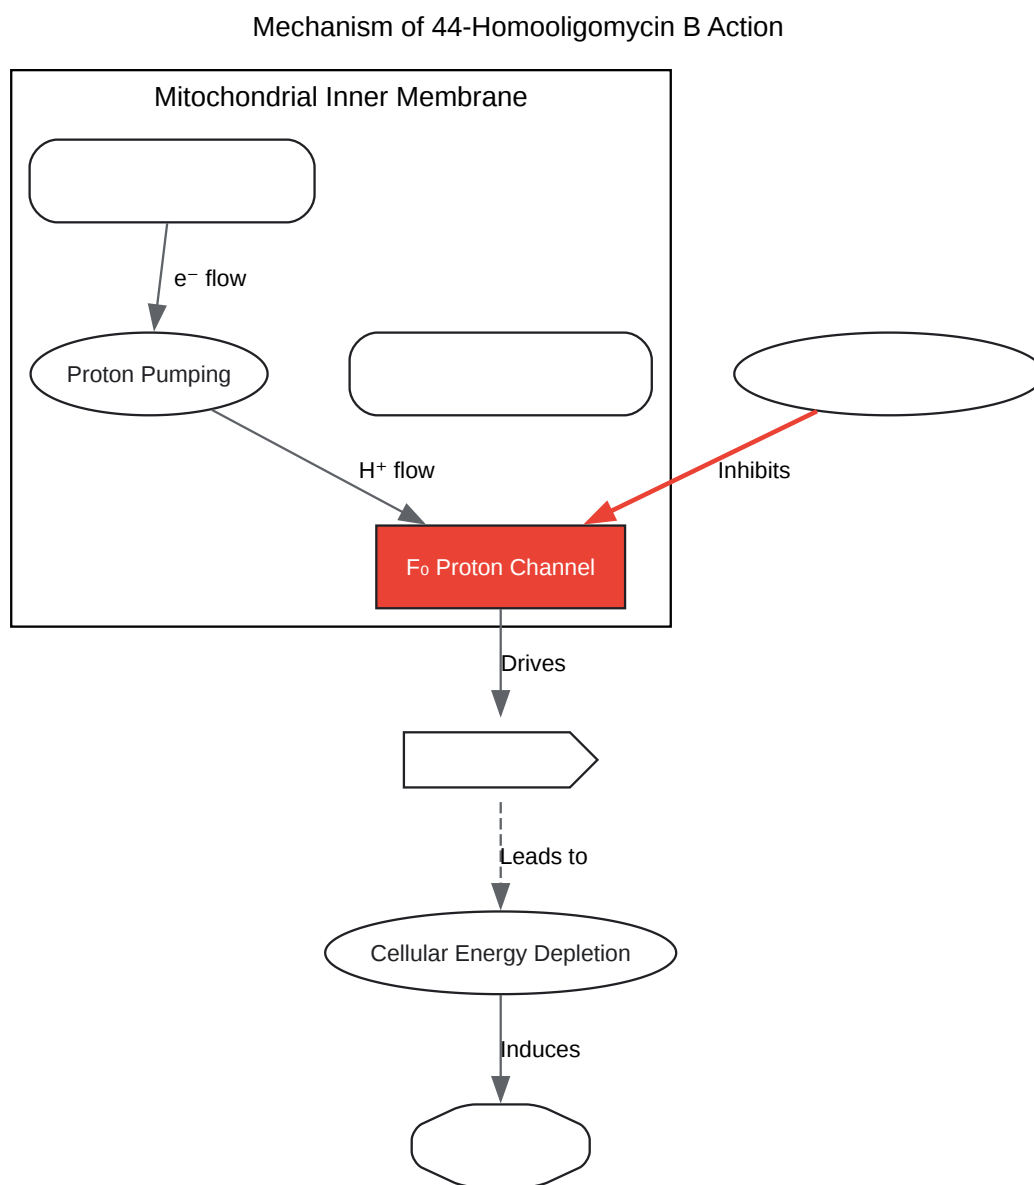 Mechanism of 44-Homooligomycin B Action
Mitochondrial Inner Membrane
e⁻ flow
Proton Pumping
H⁺ flow
Inhibits
F₀ Proton Channel
Drives
Leads to
Cellular Energy Depletion
Induces